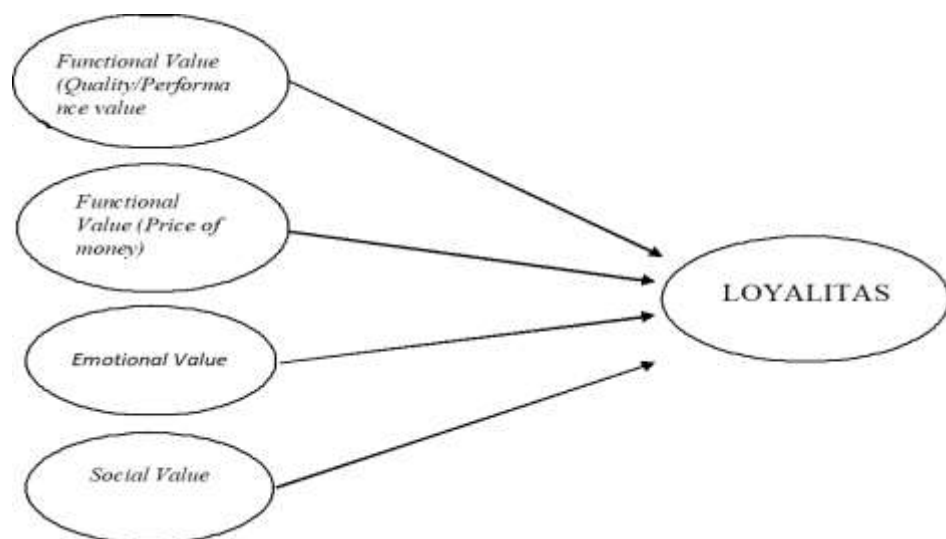 Functional Value
(Quality/Performa
nce value
Functional
Value (Price of
money)
Emotional Value
Social Value
LOYALITAS